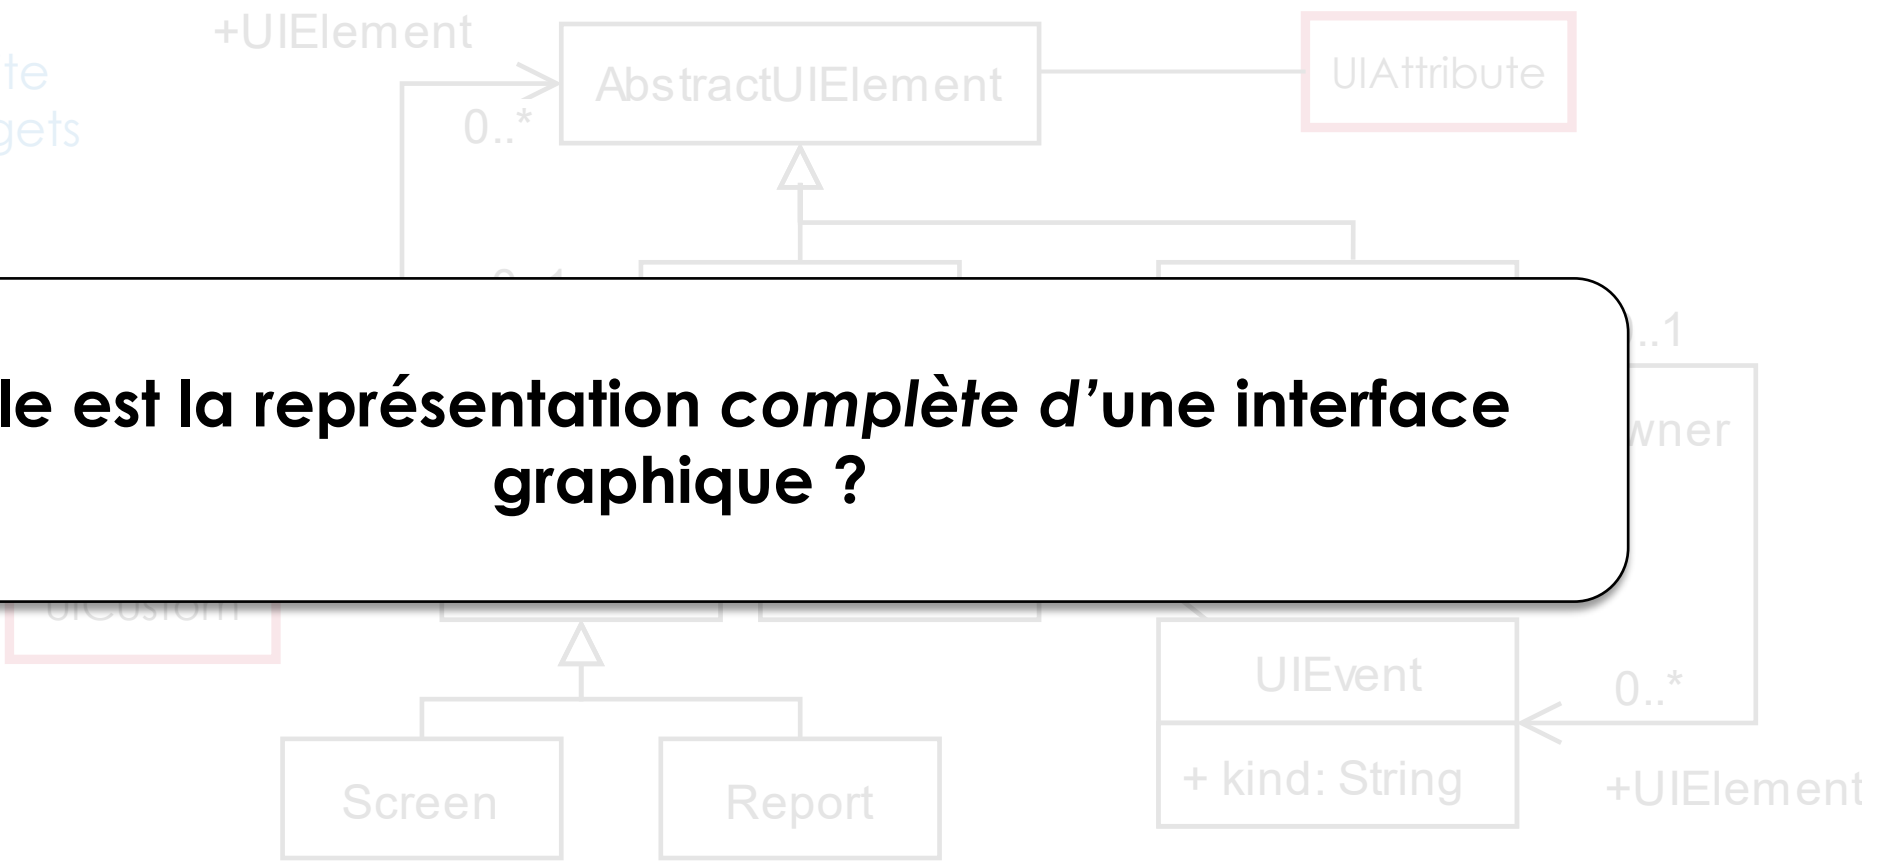 +UIElement
te
gets
AbstractUIElement
UIAttribute
0..*
..1
le est la représentation complète d’une interface
graphique ?
wner
UICustom
UIEvent
0..*
+ kind: String
+UIElement
Screen
Report